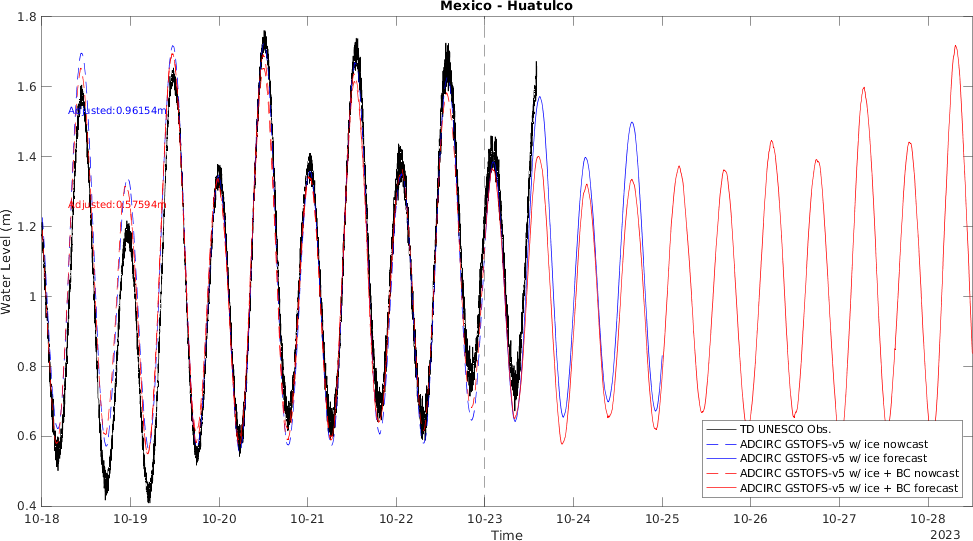 Mexico - Huatulco
1.8
1.6
1.4
1.2
1
0.8
0.6
0.4
Water Level (m)
Adjusted:0.96154m
Adjusted:0.57594m
TD UNESCO Obs.
ADCIRC GSTOFS-v5 w/ ice nowcast
ADCIRC GSTOFS-v5 w/ ice forecast
ADCIRC GSTOFS-v5 w/ ice + BC nowcast
ADCIRC GSTOFS-v5 w/ ice + BC forecast
10-18 10-19 10-20 10-21 10-22 10-23 10-24 10-25 10-26 10-27 10-28
2023
Time